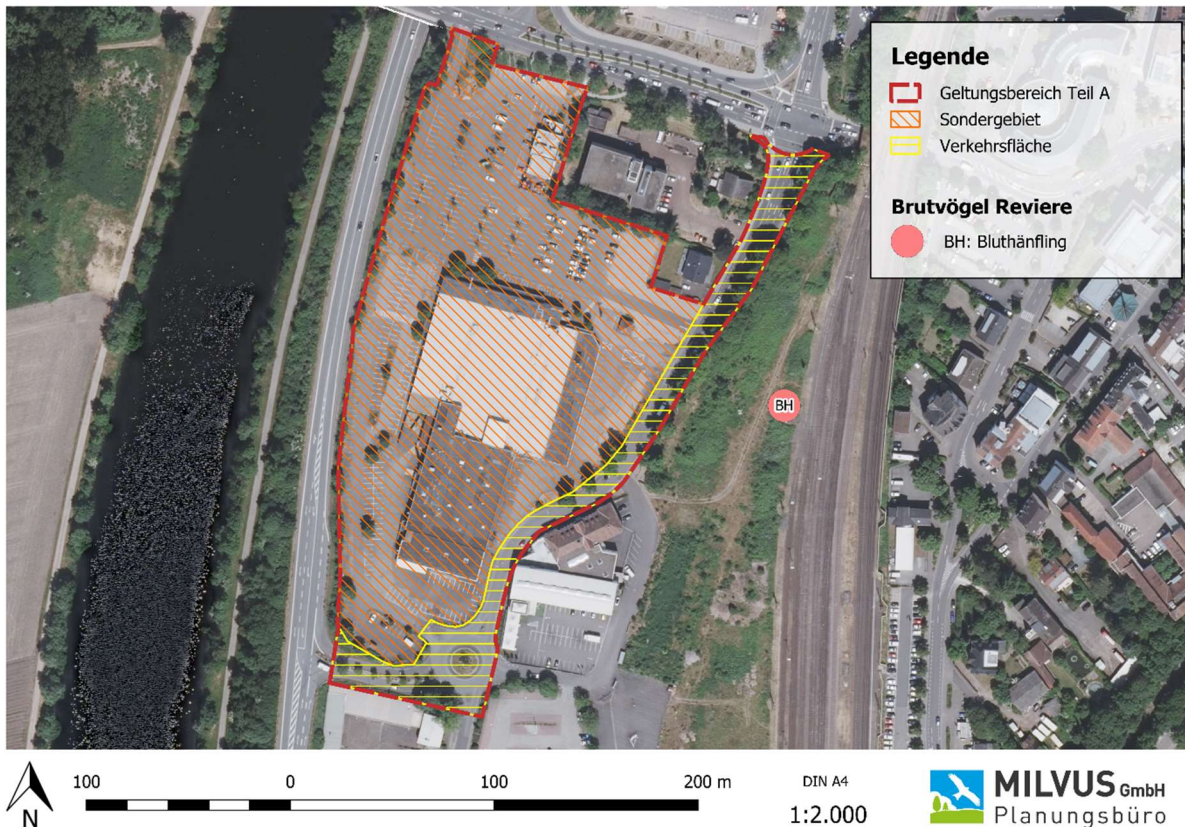 Legende
Geltungsbereich Teil A
Sondergebiet
Verkehrsfläche
Brutvögel Reviere
BH: Bluthänfling
BH
N
100 0 100 200 m
DIN A4
1:2.000
MILVUS GmbH
Planungsbüro